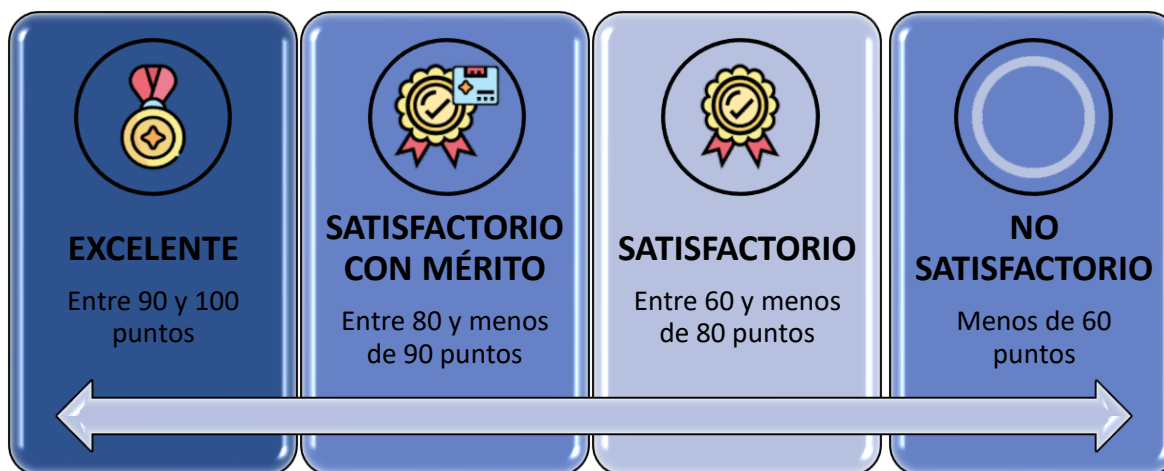 EXCELENTE
Entre 90 y 100
puntos
SATISFACTORIO
CON MÉRITO
Entre 80 y menos
de 90 puntos
SATISFACTORIO
Entre 60 y menos
de 80 puntos
NO
SATISFACTORIO
Menos de 60
puntos